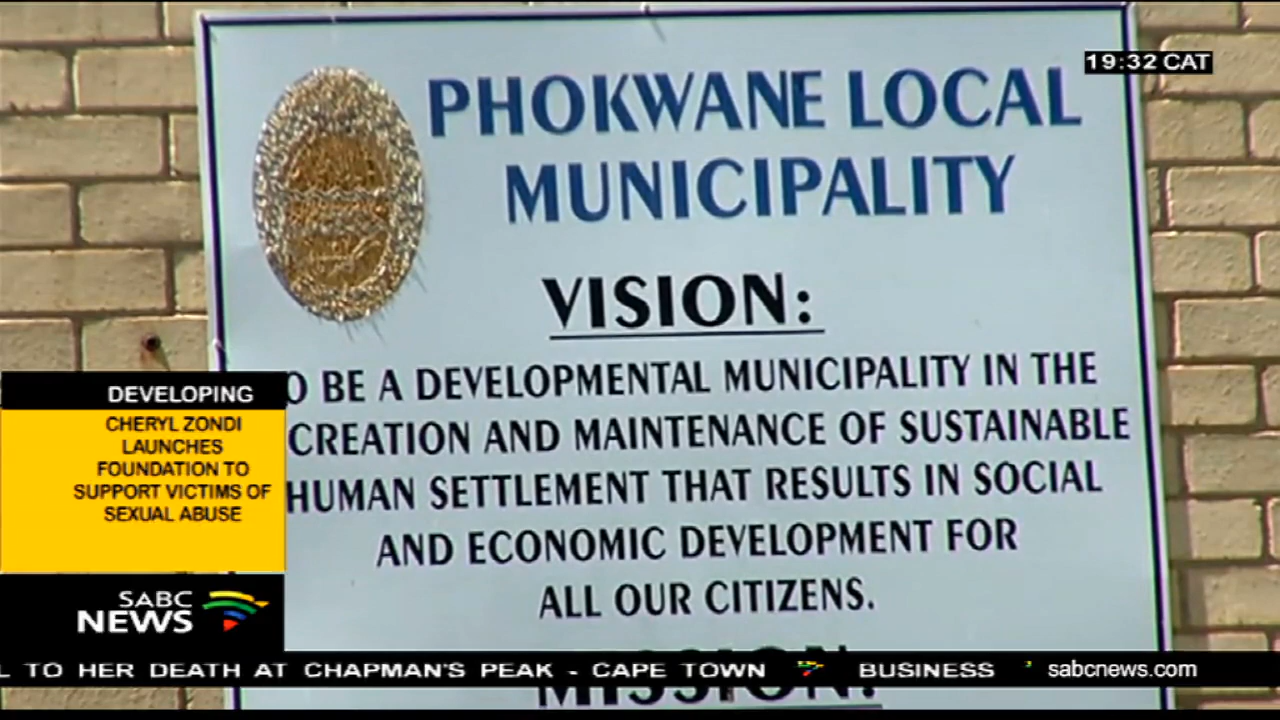 19:32 CAT
PHOKWANE LOCAL
MUNICIPALITY
VISION:
O BE A DEVELOPMENTAL MUNICIPALITY IN THE
CREATION AND MAINTENANCE OF SUSTAINABLE
HUMAN SETTLEMENT THAT RESULTS IN SOCIAL
AND ECONOMIC DEVELOPMENT FOR
ALL OUR CITIZENS.
MISSION:
DEVELOPING
CHERYL ZONDI
LAUNCHES
FOUNDATION TO
SUPPORT VICTIMS OF
SEXUAL ABUSE
SABC
NEWS
L TO HER DEATH AT CHAPMAN'S PEAK - CAPE TOWN BUSINESS sabcnews.com